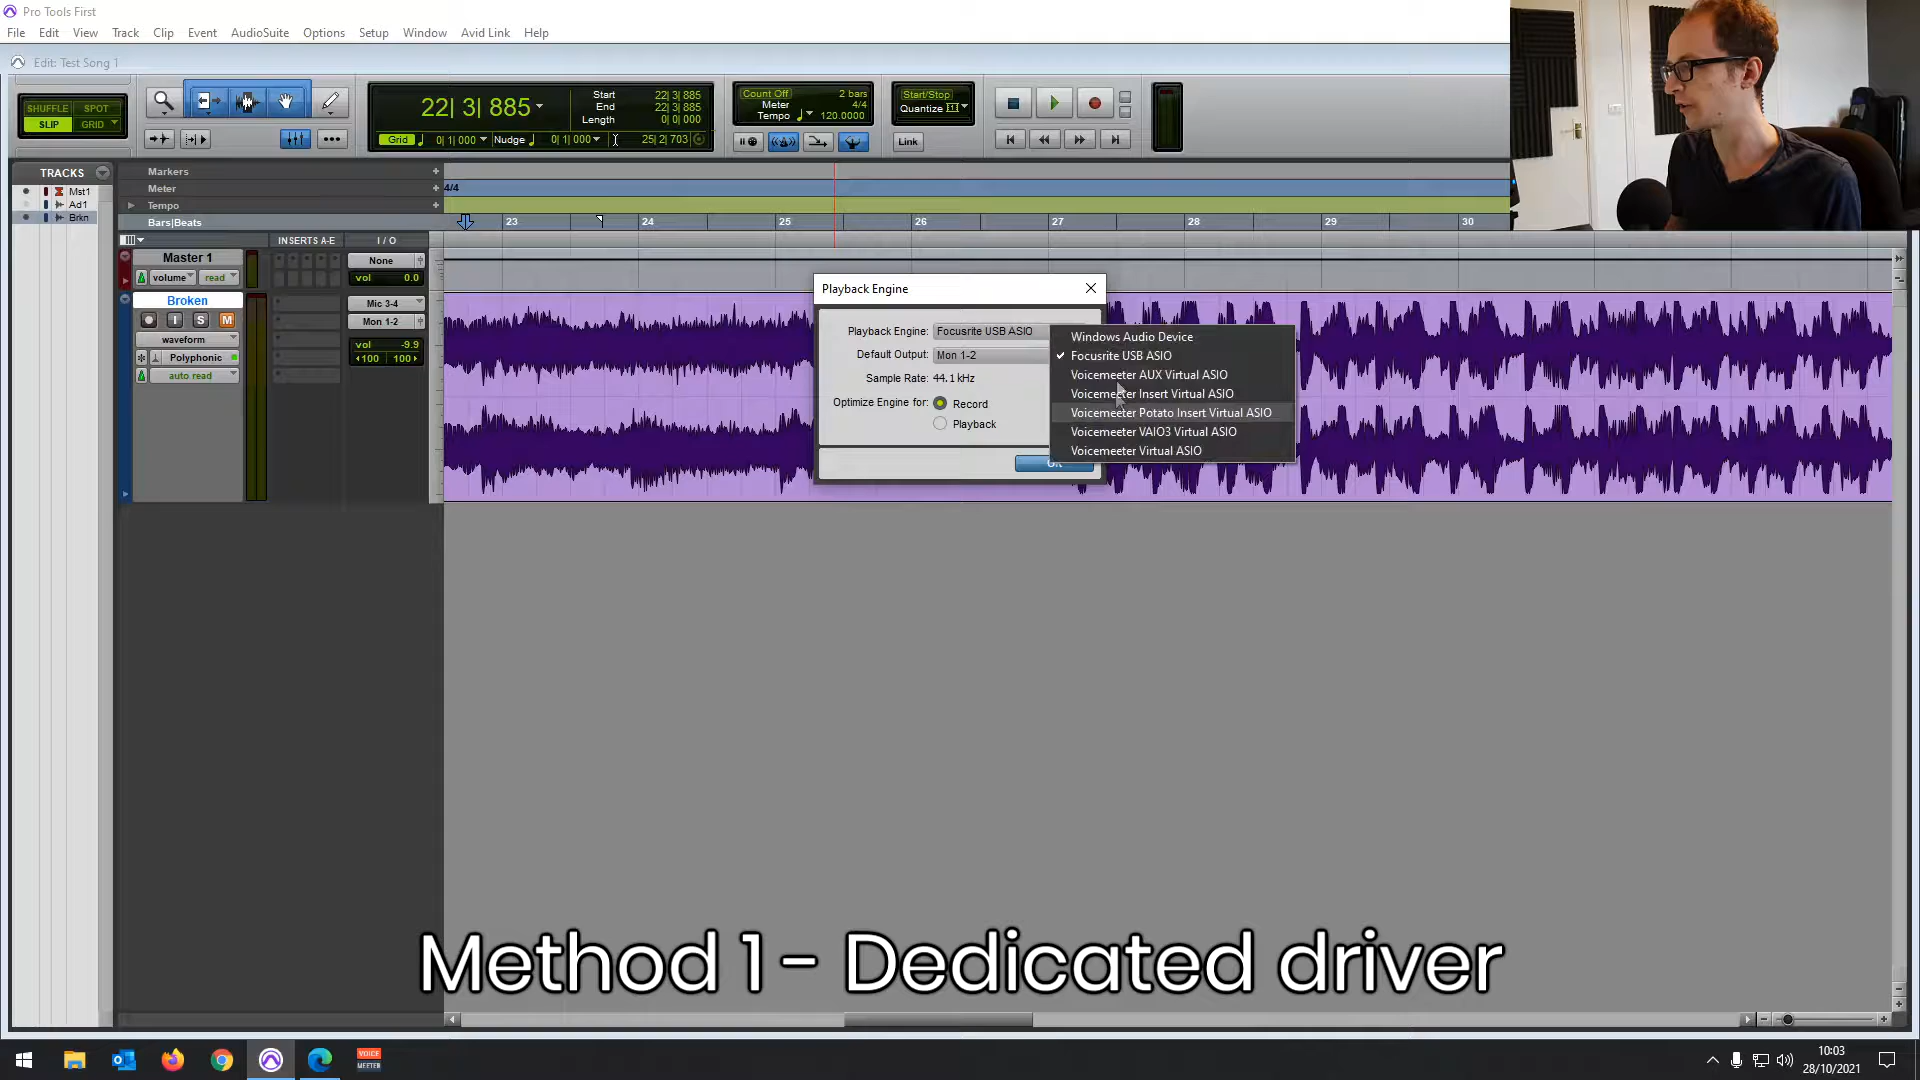 Pro Tools First
File Edit View Track Clip Event AudioSuite Options Setup Window Avid Link Help
Edit: Test Song 1
SHUFFLE SPOT
SLIP GRID
22| 3| 885
Start 22| 3| 885
End 22| 3| 885
Length 0| 0| 000
Grid 0| 1| 000 Nudge 0| 1| 000 25| 2| 703
Count Off 2 bars
Meter 4/4
Tempo 120.0000
Start/Stop
Quantize
Link
TRACKS
Mst1
Ad1
Brkn
Markers
Meter 4/4
Tempo
Bars|Beats 23 24 25 26 27 28 29 30
INSERTS A-E I / O
Master 1
volume read
None
vol 0.0
Broken
I S M
waveform
Polyphonic
auto read
Mic 3-4
Mon 1-2
vol -9.9
100 100
Playback Engine
Playback Engine: Focusrite USB ASIO
Default Output: Mon 1-2
Sample Rate: 44.1 kHz
Optimize Engine for: Record
Playback
Windows Audio Device
Focusrite USB ASIO
Voicemeeter AUX Virtual ASIO
Voicemeeter Insert Virtual ASIO
Voicemeeter Potato Insert Virtual ASIO
Voicemeeter VAIO3 Virtual ASIO
Voicemeeter Virtual ASIO
OK
Method 1 - Dedicated driver
VOICE
MEETER
10:03
28/10/2021